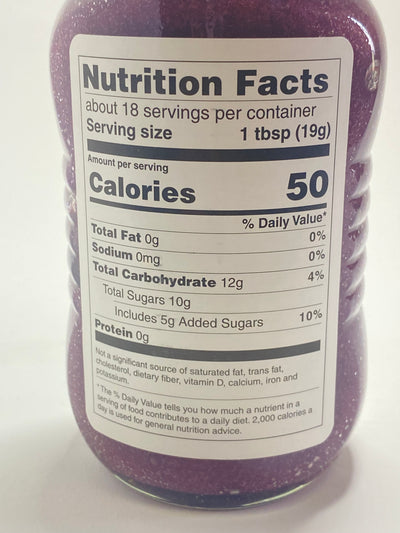 Nutrition Facts
about 18 servings per container
Serving size 1 tbsp (19g)
Amount per serving
Calories 50
% Daily Value*
Total Fat 0g 0%
Sodium 0mg 0%
Total Carbohydrate 12g 4%
Total Sugars 10g
Includes 5g Added Sugars 10%
Protein 0g
Not a significant source of saturated fat, trans fat,
cholesterol, dietary fiber, vitamin D, calcium, iron and
potassium.
*The % Daily Value tells you how much a nutrient in a
serving of food contributes to a daily diet. 2,000 calories a
day is used for general nutrition advice.